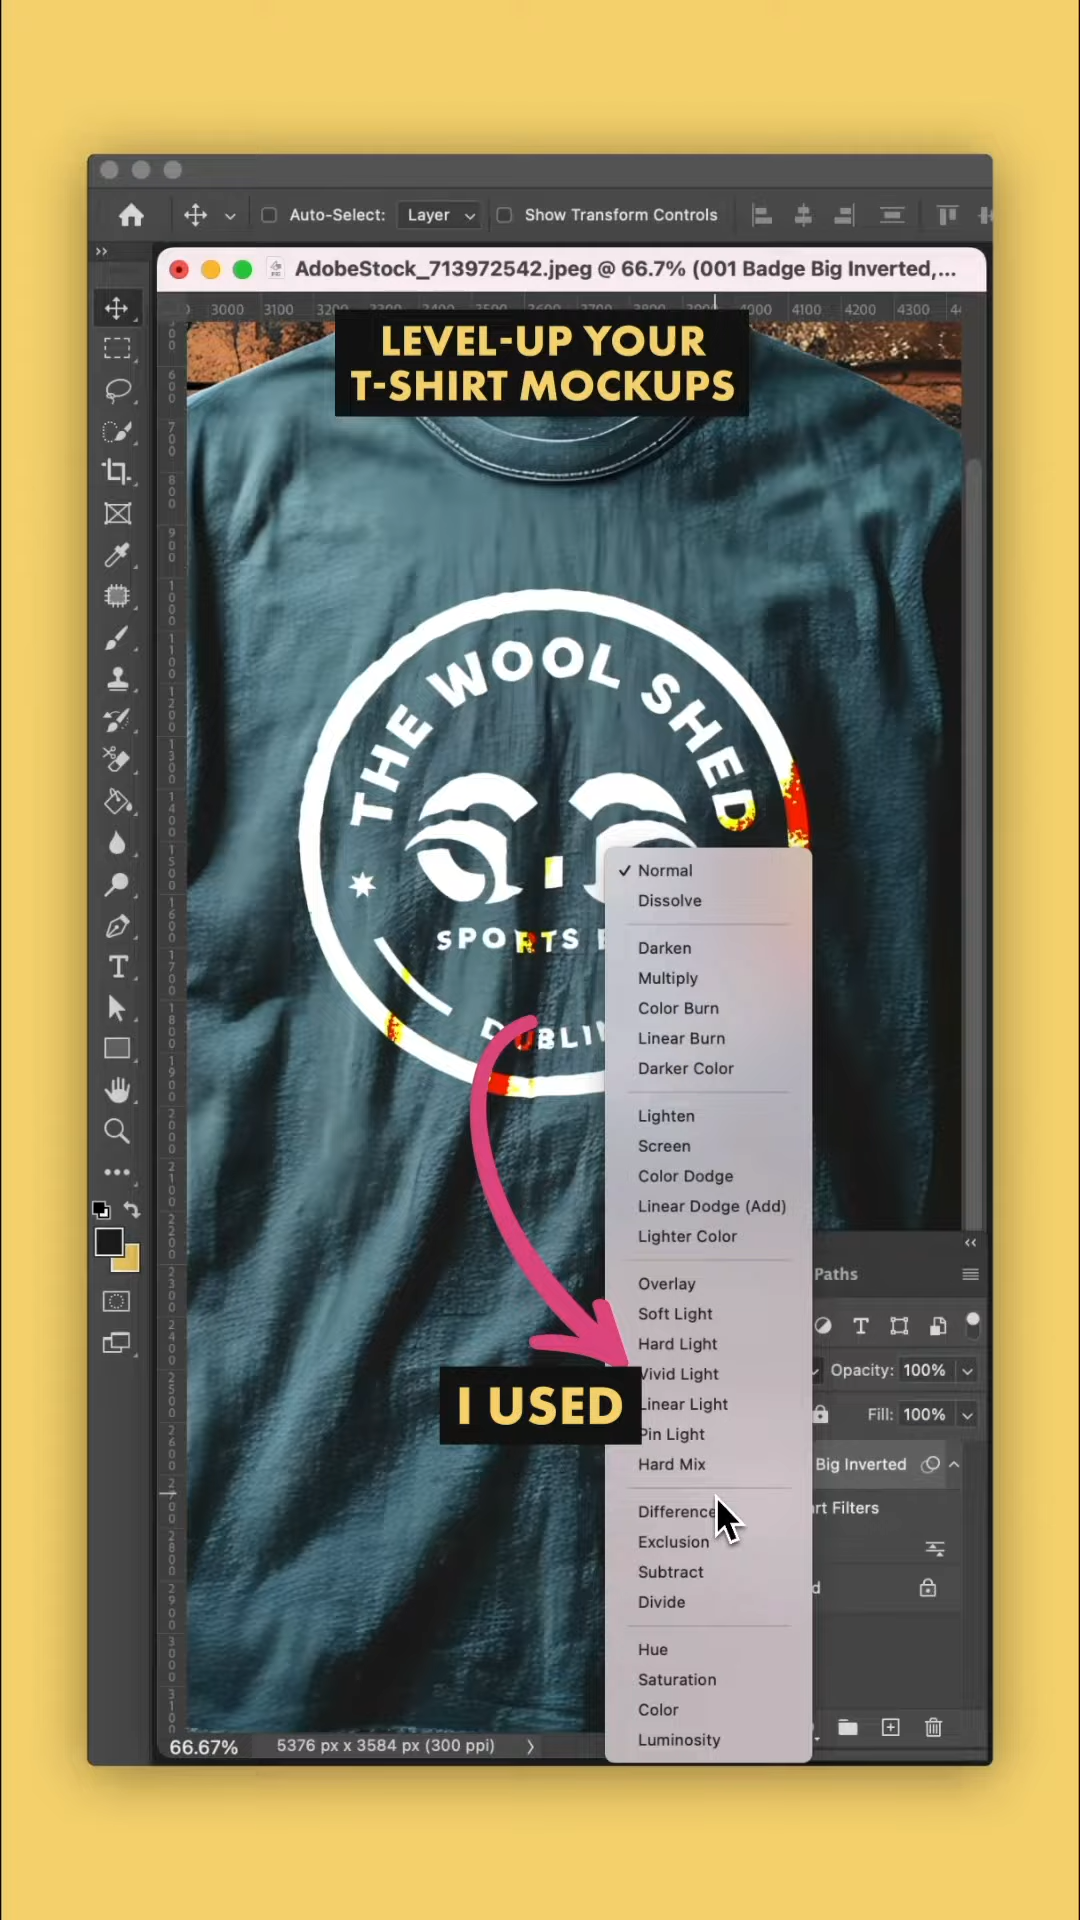 Auto-Select: Layer Show Transform Controls
AdobeStock_713972542.jpeg @ 66.7% (001 Badge Big Inverted,...
3000 3100 3200 3300 3400 3500 3600 3700 3800 3900 4000 4100 4200 4300 44
LEVEL-UP YOUR
T-SHIRT MOCKUPS
THE WOOL SHED
SPORTS B
DUBLIN
Normal
Dissolve
Darken
Multiply
Color Burn
Linear Burn
Darker Color
Lighten
Screen
Color Dodge
Linear Dodge (Add)
Lighter Color
Overlay
Soft Light
Hard Light
Vivid Light
Linear Light
Pin Light
Hard Mix
Difference
Exclusion
Subtract
Divide
Hue
Saturation
Color
Luminosity
I USED
Paths
Opacity: 100%
Fill: 100%
Big Inverted
rt Filters
d
66.67% 5376 px x 3584 px (300 ppi)